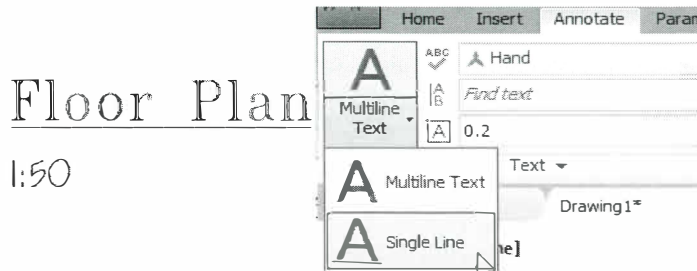 Floor Plan
1:50
Home Insert Annotate
ABC
A Hand
A
B
Find text
Multiline
Text
A 0.2
A Multiline Text
Text
Drawing1*
A Single Line